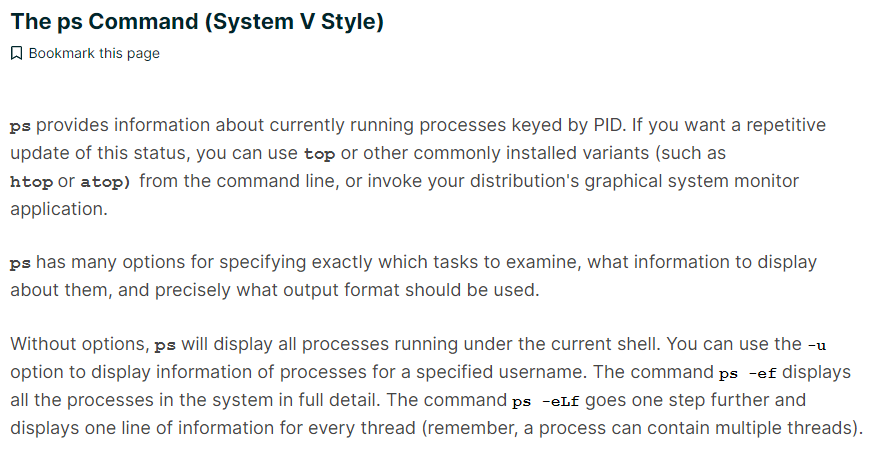 The ps Command (System V Style)
Bookmark this page
ps provides information about currently running processes keyed by PID. If you want a repetitive
update of this status, you can use top or other commonly installed variants (such as
htop or atop) from the command line, or invoke your distribution's graphical system monitor
application.
ps has many options for specifying exactly which tasks to examine, what information to display
about them, and precisely what output format should be used.
Without options, ps will display all processes running under the current shell. You can use the -u
option to display information of processes for a specified username. The command ps -ef displays
all the processes in the system in full detail. The command ps -eLf goes one step further and
displays one line of information for every thread (remember, a process can contain multiple threads).